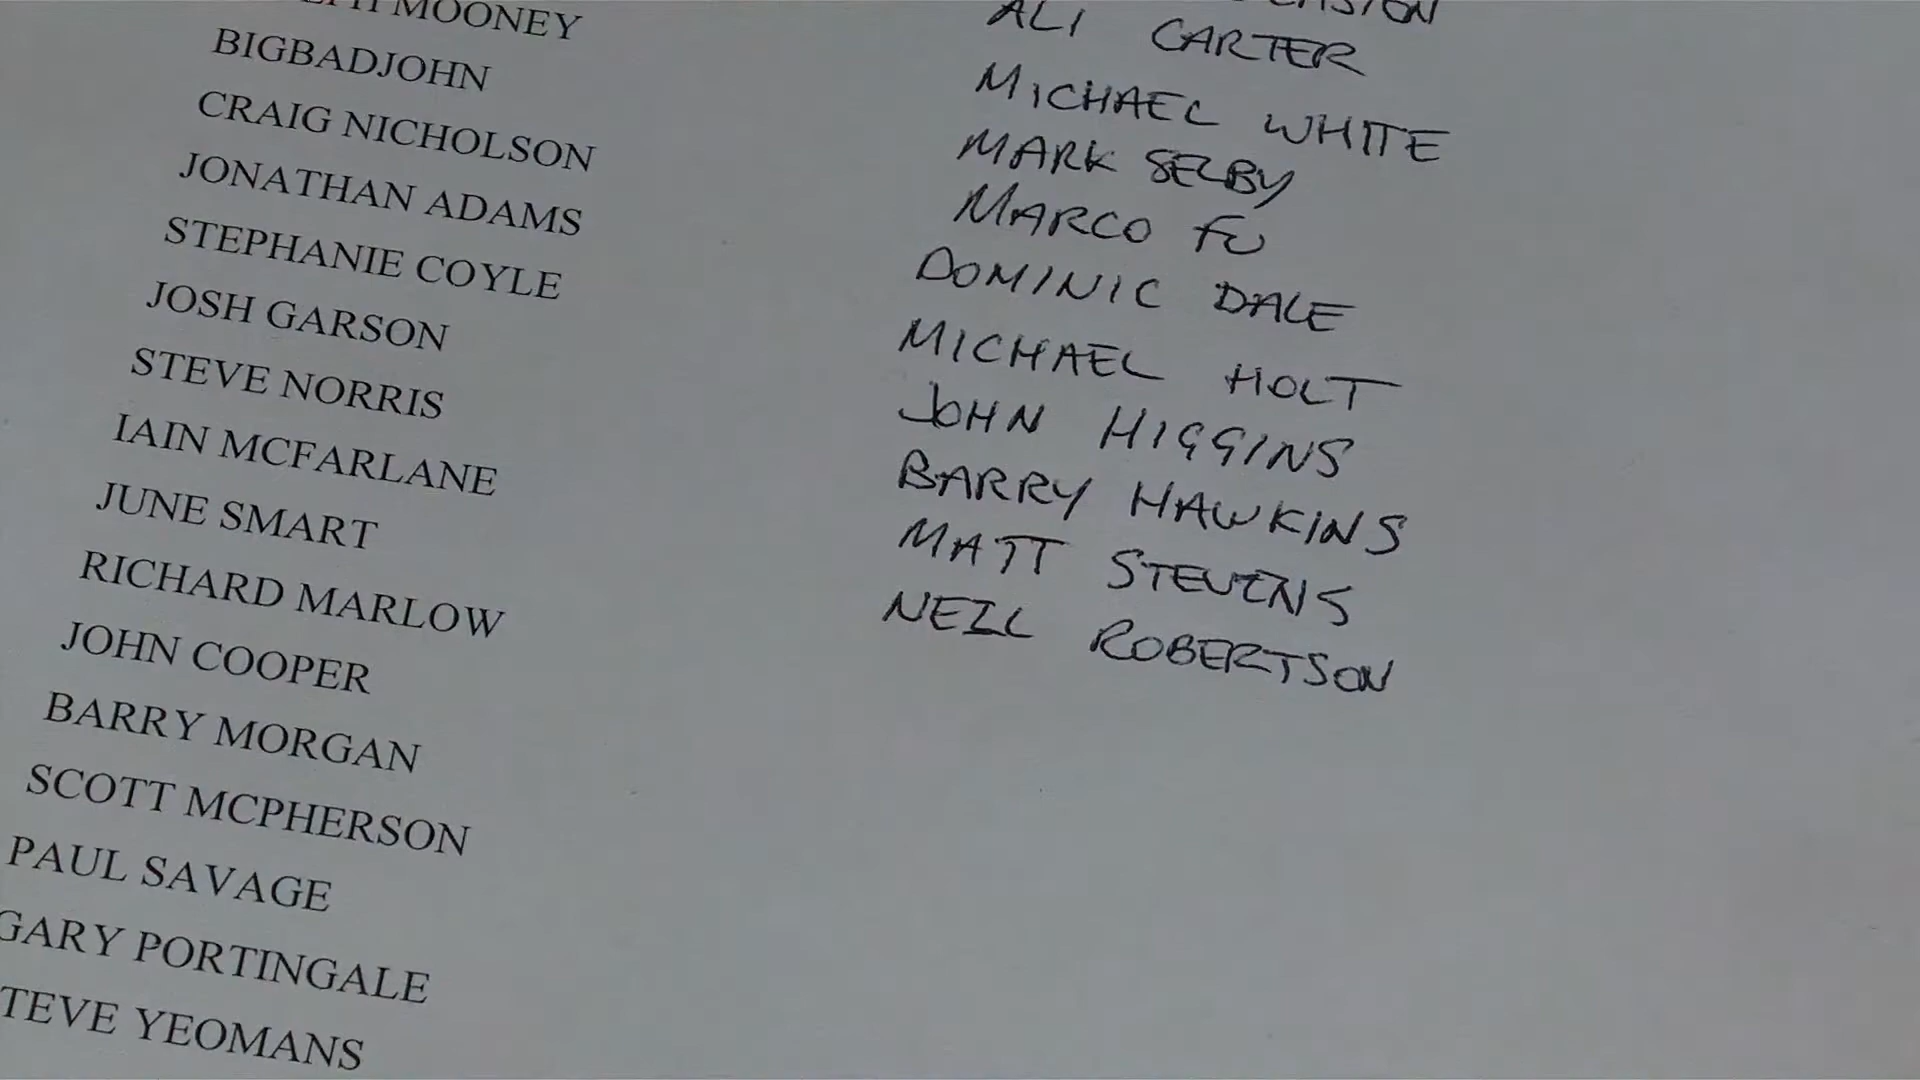 MOONEY
BIGBADJOHN
CRAIG NICHOLSON
JONATHAN ADAMS
STEPHANIE COYLE
JOSH GARSON
STEVE NORRIS
IAIN MCFARLANE
JUNE SMART
RICHARD MARLOW
JOHN COOPER
BARRY MORGAN
SCOTT MCPHERSON
PAUL SAVAGE
GARY PORTINGALE
TEVE YEOMANS
ALI CARTER
MICHAEL WHITE
MARK SELBY
MARCO FU
DOMINIC DALE
MICHAEL HOLT
JOHN HIGGINS
BARRY HAWKINS
MATT STEVENS
NEIL ROBERTSON